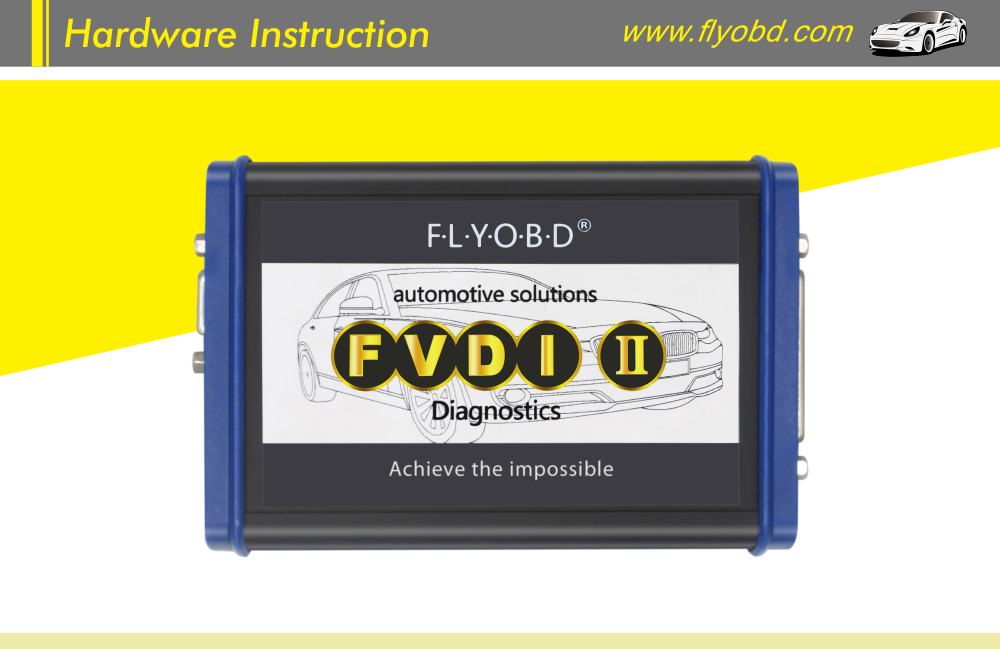 Hardware Instruction
www.flyobd.com
F·L·Y·O·B·D®
automotive solutions
FVDI II
Diagnostics
Achieve the impossible